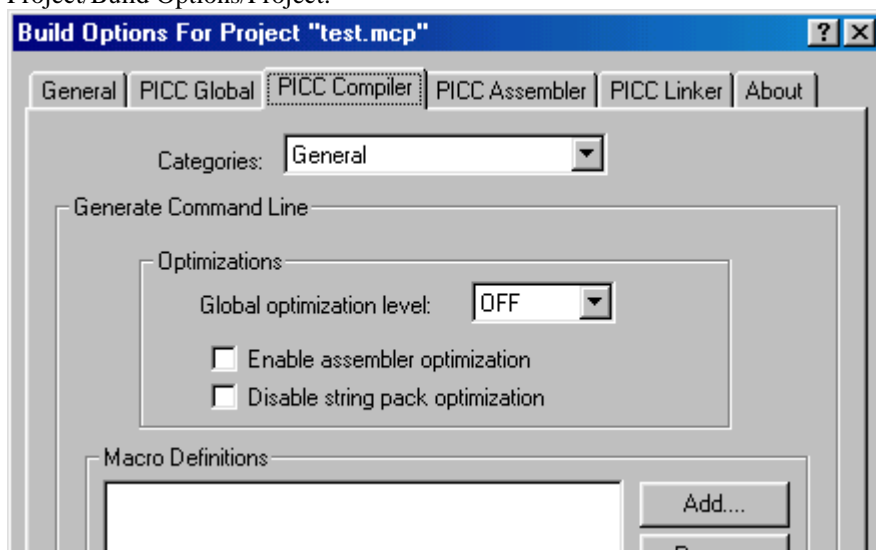 Project/Build Options/Project.
Build Options For Project "test.mcp"
General PICC Global PICC Compiler PICC Assembler PICC Linker About
Categories: General
Generate Command Line
Optimizations
Global optimization level: OFF
Enable assembler optimization
Disable string pack optimization
Macro Definitions
Add....